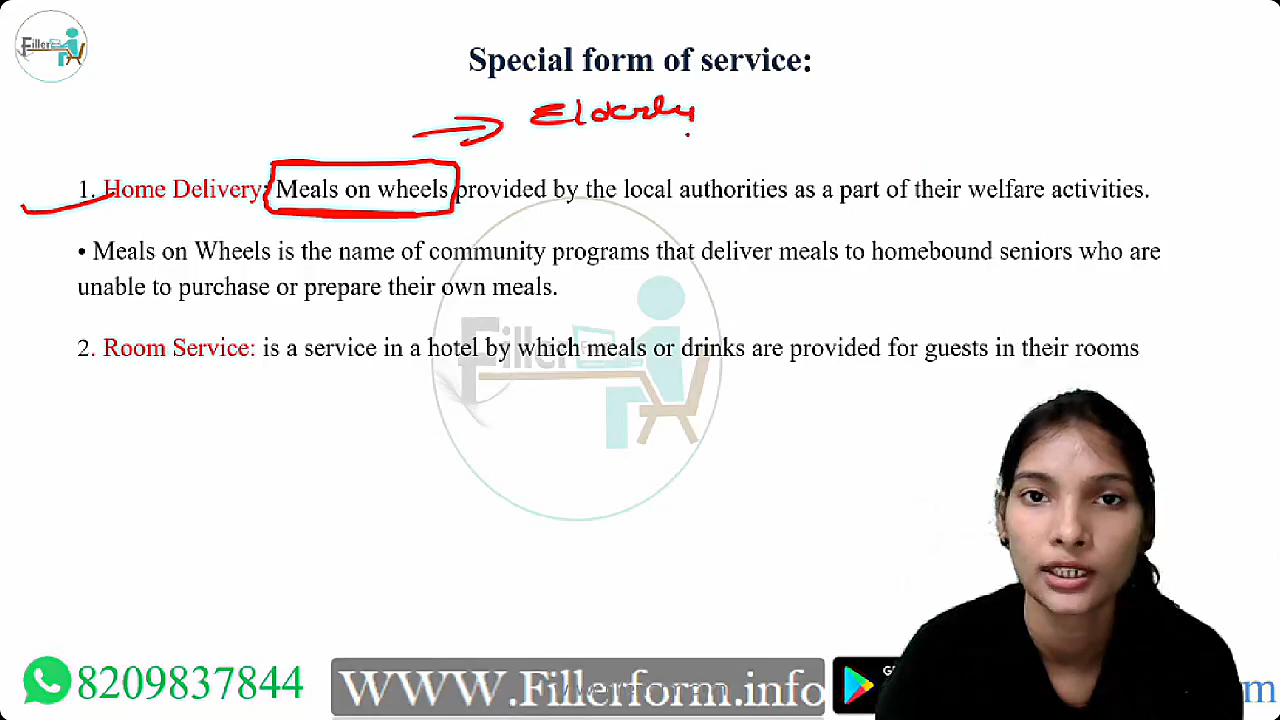 Filler
Special form of service:
Elderly
1. Home Delivery: Meals on wheels provided by the local authorities as a part of their welfare activities.
• Meals on Wheels is the name of community programs that deliver meals to homebound seniors who are
unable to purchase or prepare their own meals.
2. Room Service: is a service in a hotel by which meals or drinks are provided for guests in their rooms
Filler
8209837844
WWW.Fillerform.info